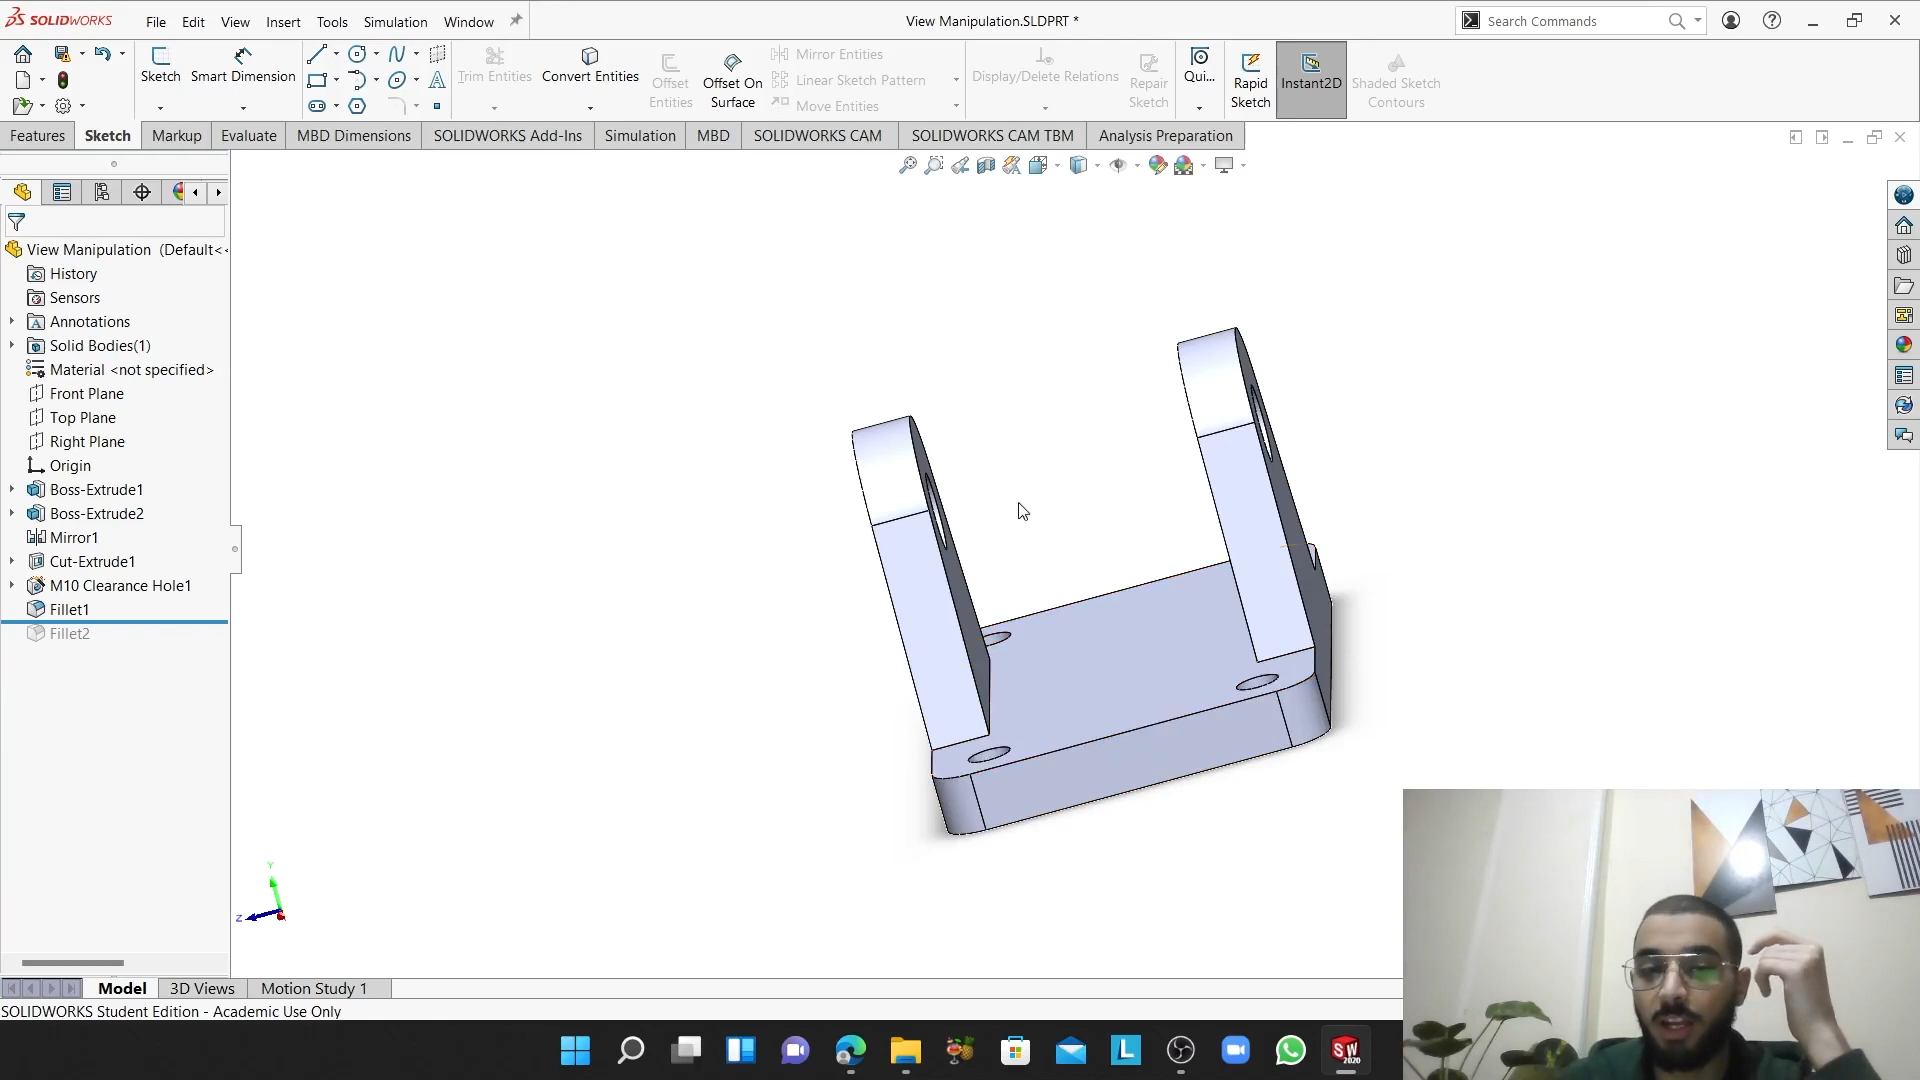 SOLIDWORKS File Edit View Insert Tools Simulation Window View Manipulation.SLDPRT * Search Commands
Sketch Smart Dimension Trim Entities Convert Entities Offset Entities Offset On Surface Mirror Entities Linear Sketch Pattern Move Entities Display/Delete Relations Repair Sketch Qui... Rapid Sketch Instant2D Shaded Sketch Contours
Features Sketch Markup Evaluate MBD Dimensions SOLIDWORKS Add-Ins Simulation MBD SOLIDWORKS CAM SOLIDWORKS CAM TBM Analysis Preparation
View Manipulation (Default<
History
Sensors
Annotations
Solid Bodies(1)
Material <not specified>
Front Plane
Top Plane
Right Plane
Origin
Boss-Extrude1
Boss-Extrude2
Mirror1
Cut-Extrude1
M10 Clearance Hole1
Fillet1
Fillet2
Y
Z
Model 3D Views Motion Study 1
SOLIDWORKS Student Edition - Academic Use Only
L
SW
2020